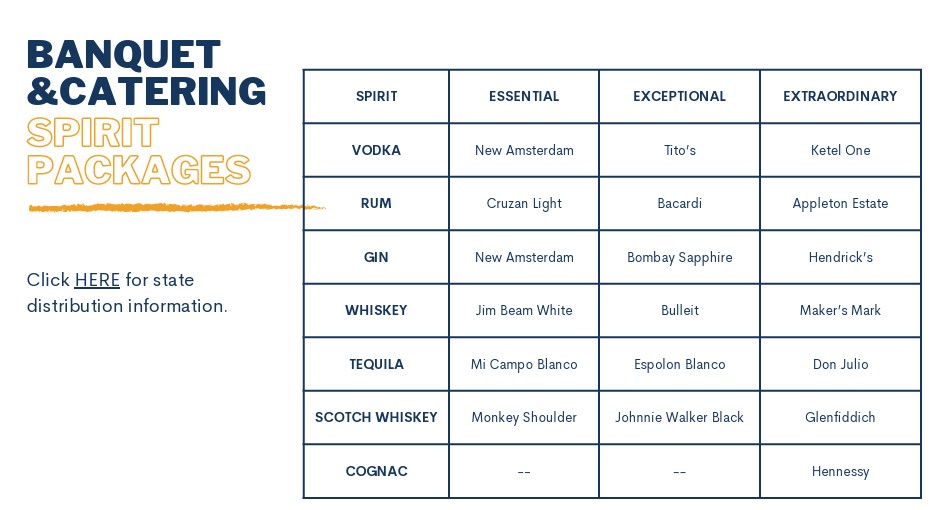 BANQUET
&CATERING
SPIRIT
PACKAGES
Click HERE for state
distribution information.
SPIRIT ESSENTIAL EXCEPTIONAL EXTRAORDINARY
VODKA New Amsterdam Tito's Ketel One
RUM Cruzan Light Bacardi Appleton Estate
GIN New Amsterdam Bombay Sapphire Hendrick's
WHISKEY Jim Beam White Bulleit Maker's Mark
TEQUILA Mi Campo Blanco Espolon Blanco Don Julio
SCOTCH WHISKEY Monkey Shoulder Johnnie Walker Black Glenfiddich
COGNAC -- -- Hennessy